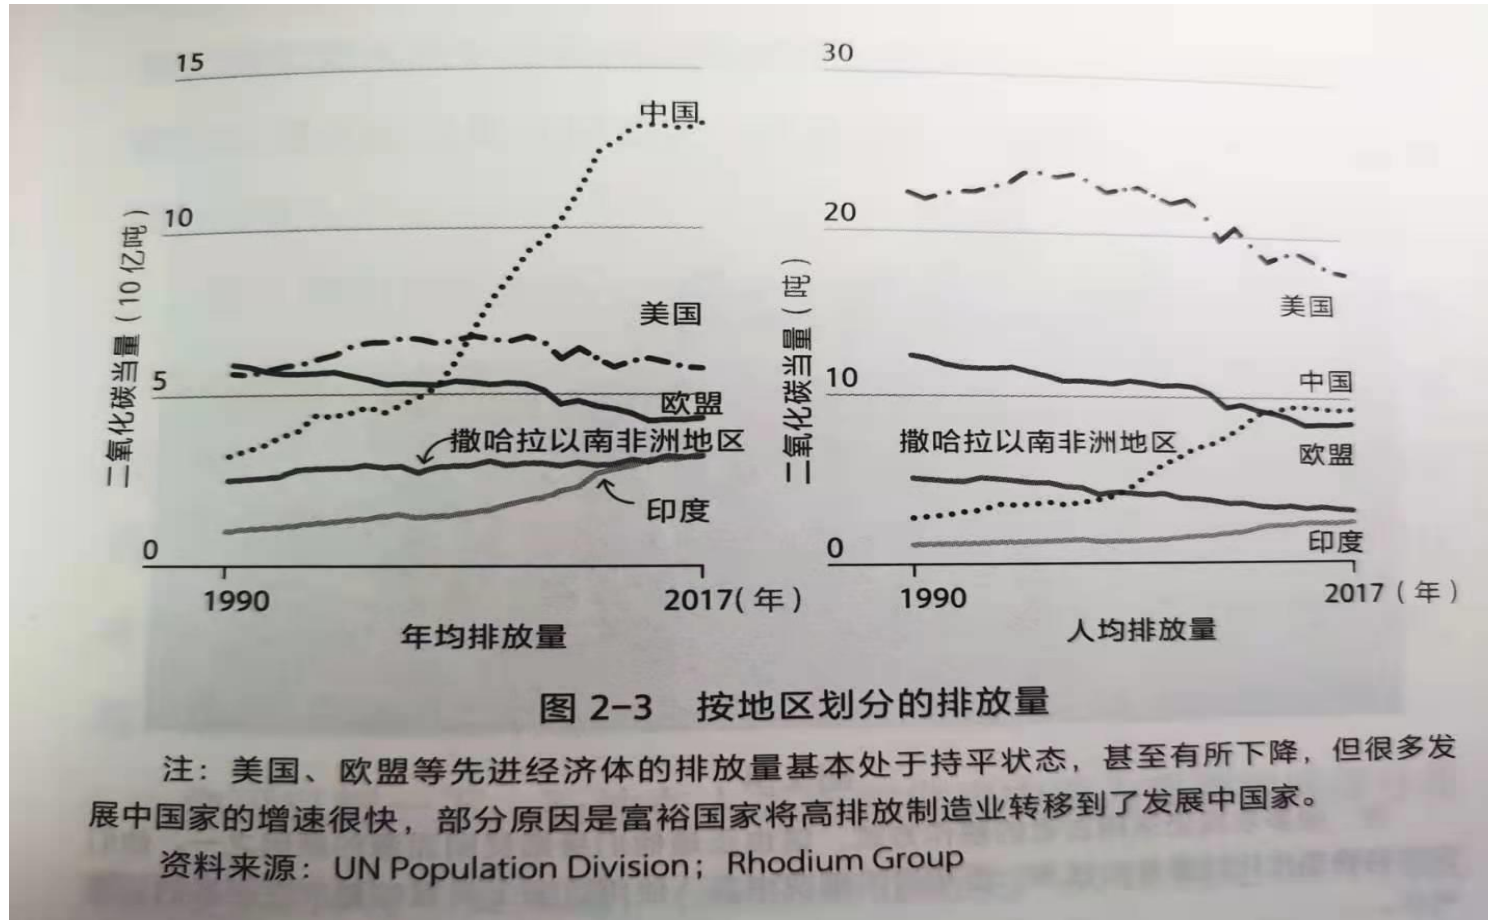 15
10
5
0
二氧化碳当量（10亿吨）
中国
美国
欧盟
撒哈拉以南非洲地区
印度
1990
2017（年）
年均排放量
30
20
10
0
二氧化碳当量（吨）
美国
中国
撒哈拉以南非洲地区
欧盟
印度
1990
2017（年）
人均排放量
图 2-3 按地区划分的排放量
注：美国、欧盟等先进经济体的排放量基本处于持平状态，甚至有所下降，但很多发
展中国家的增速很快，部分原因是富裕国家将高排放制造业转移到了发展中国家。
资料来源：UN Population Division；Rhodium Group